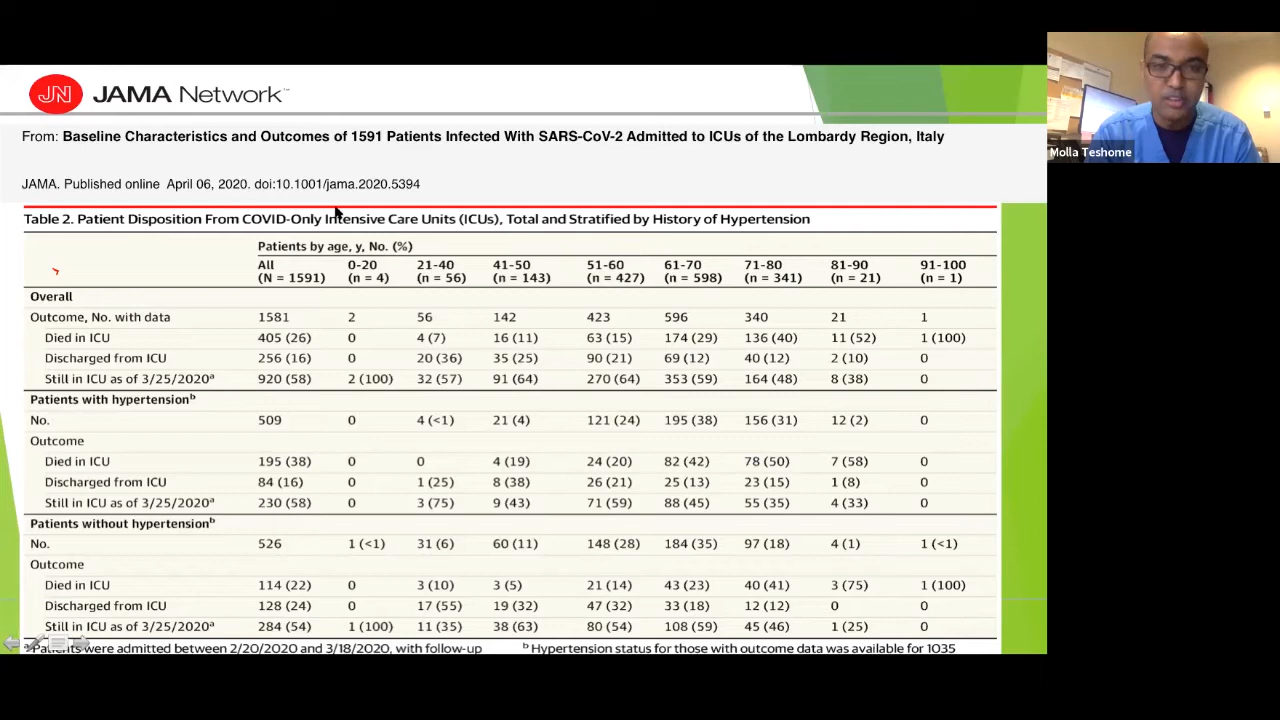 JN JAMA Network
From: Baseline Characteristics and Outcomes of 1591 Patients Infected With SARS-CoV-2 Admitted to ICUs of the Lombardy Region, Italy
Molla Teshome
JAMA. Published online April 06, 2020. doi:10.1001/jama.2020.5394
Table 2. Patient Disposition From COVID-Only Intensive Care Units (ICUs), Total and Stratified by History of Hypertension
Patients by age, y, No. (%)
All 0-20 21-40 41-50 51-60 61-70 71-80 81-90 91-100
(N = 1591) (n = 4) (n = 56) (n = 143) (n = 427) (n = 598) (n = 341) (n = 21) (n = 1)
Overall
Outcome, No. with data 1581 2 56 142 423 596 340 21 1
Died in ICU 405 (26) 0 4 (7) 16 (11) 63 (15) 174 (29) 136 (40) 11 (52) 1 (100)
Discharged from ICU 256 (16) 0 20 (36) 35 (25) 90 (21) 69 (12) 40 (12) 2 (10) 0
Still in ICU as of 3/25/2020a 920 (58) 2 (100) 32 (57) 91 (64) 270 (64) 353 (59) 164 (48) 8 (38) 0
Patients with hypertensionb
No. 509 0 4 (<1) 21 (4) 121 (24) 195 (38) 156 (31) 12 (2) 0
Outcome
Died in ICU 195 (38) 0 0 4 (19) 24 (20) 82 (42) 78 (50) 7 (58) 0
Discharged from ICU 84 (16) 0 1 (25) 8 (38) 26 (21) 25 (13) 23 (15) 1 (8) 0
Still in ICU as of 3/25/2020a 230 (58) 0 3 (75) 9 (43) 71 (59) 88 (45) 55 (35) 4 (33) 0
Patients without hypertensionb
No. 526 1 (<1) 31 (6) 60 (11) 148 (28) 184 (35) 97 (18) 4 (1) 1 (<1)
Outcome
Died in ICU 114 (22) 0 3 (10) 3 (5) 21 (14) 43 (23) 40 (41) 3 (75) 1 (100)
Discharged from ICU 128 (24) 0 17 (55) 19 (32) 47 (32) 33 (18) 12 (12) 0 0
Still in ICU as of 3/25/2020a 284 (54) 1 (100) 11 (35) 38 (63) 80 (54) 108 (59) 45 (46) 1 (25) 0
a Patients were admitted between 2/20/2020 and 3/18/2020, with follow-up b Hypertension status for those with outcome data was available for 1035